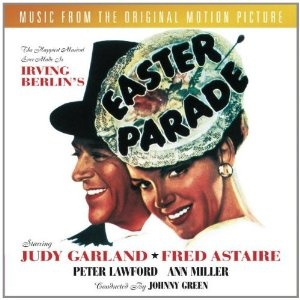 MUSIC FROM THE ORIGINAL MOTION PICTURE
The Happiest Musical
Ever Made Is
IRVING
BERLIN'S
EASTER
PARADE
Starring
JUDY GARLAND ★ FRED ASTAIRE
PETER LAWFORD ANN MILLER
Conducted By JOHNNY GREEN